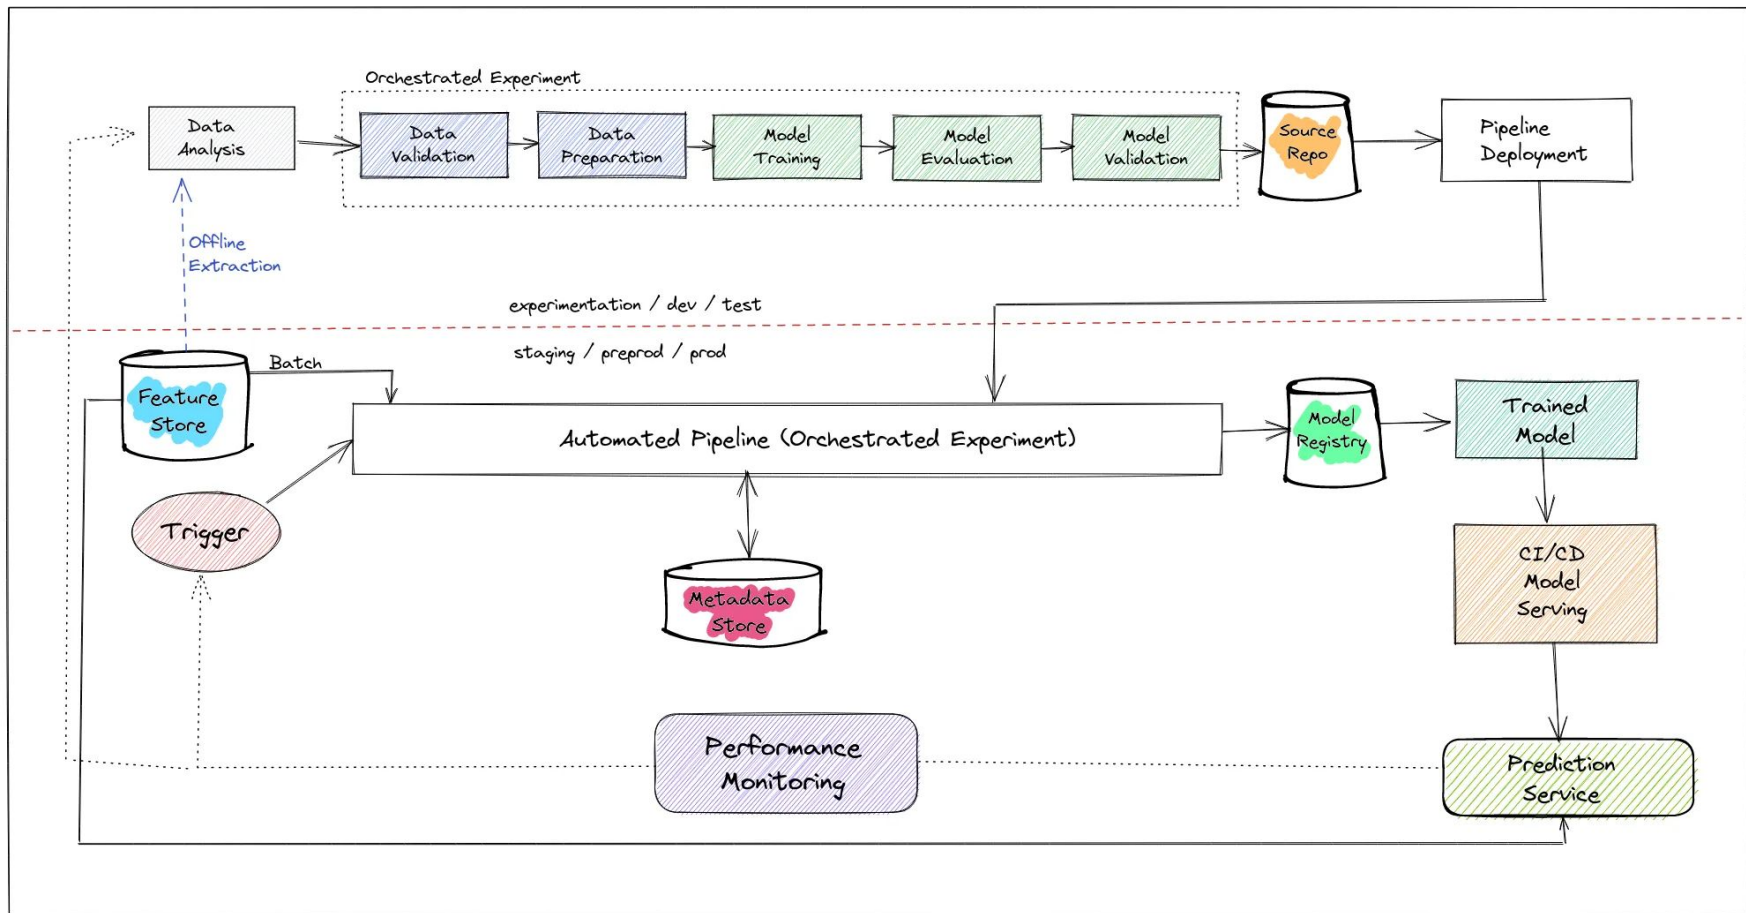 Orchestrated Experiment
Data
Analysis
Data
Validation
Data
Preparation
Model
Training
Model
Evaluation
Model
Validation
Source
Repo
Pipeline
Deployment
Offline
Extraction
experimentation / dev / test
staging / preprod / prod
Batch
Feature
Store
Automated Pipeline (Orchestrated Experiment)
Model
Registry
Trained
Model
Trigger
CI/CD
Model
Serving
Metadata
Store
Performance
Monitoring
Prediction
Service